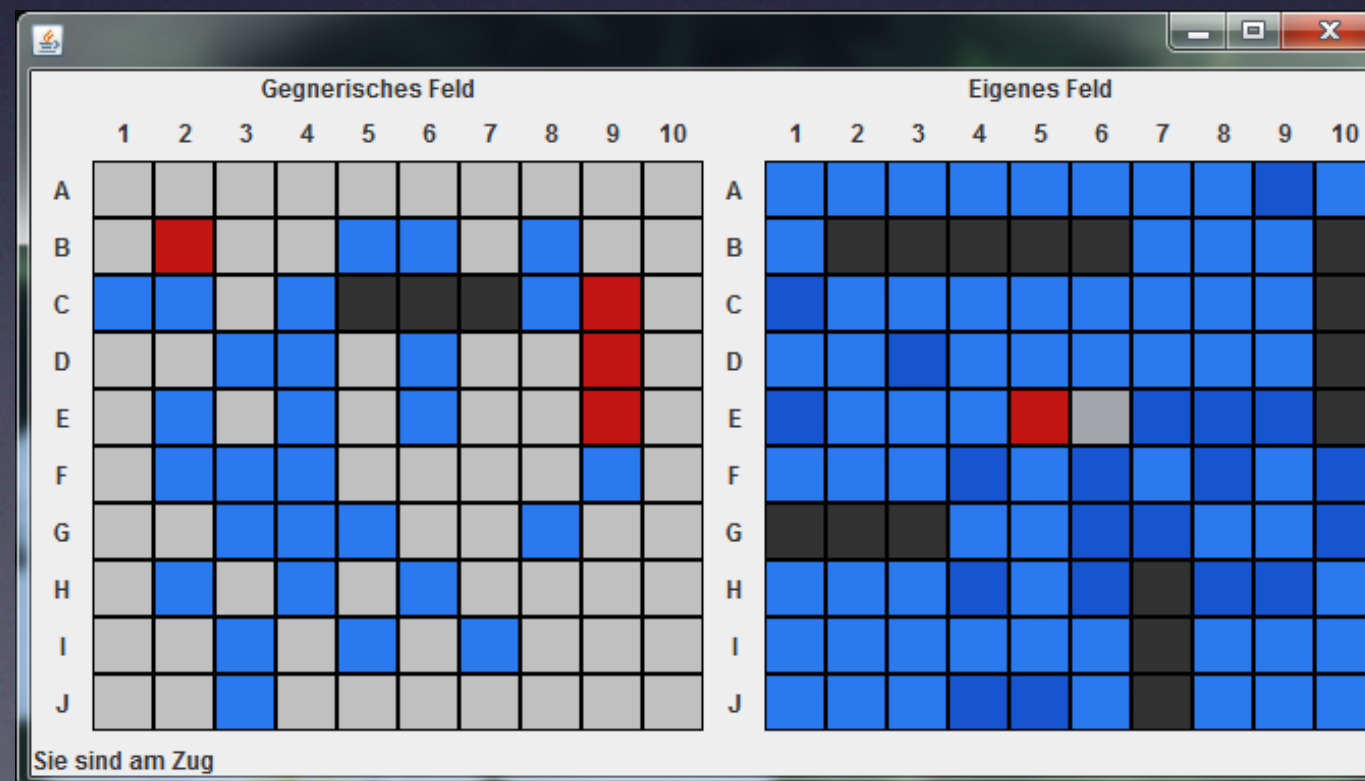 Gegnerisches Feld Eigenes Feld
1 2 3 4 5 6 7 8 9 10 1 2 3 4 5 6 7 8 9 10
A A
B B
C C
D D
E E
F F
G G
H H
I I
J J
Sie sind am Zug